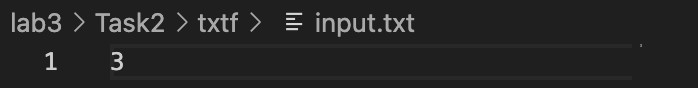 lab3 > Task2 > txtf > input.txt
1 3